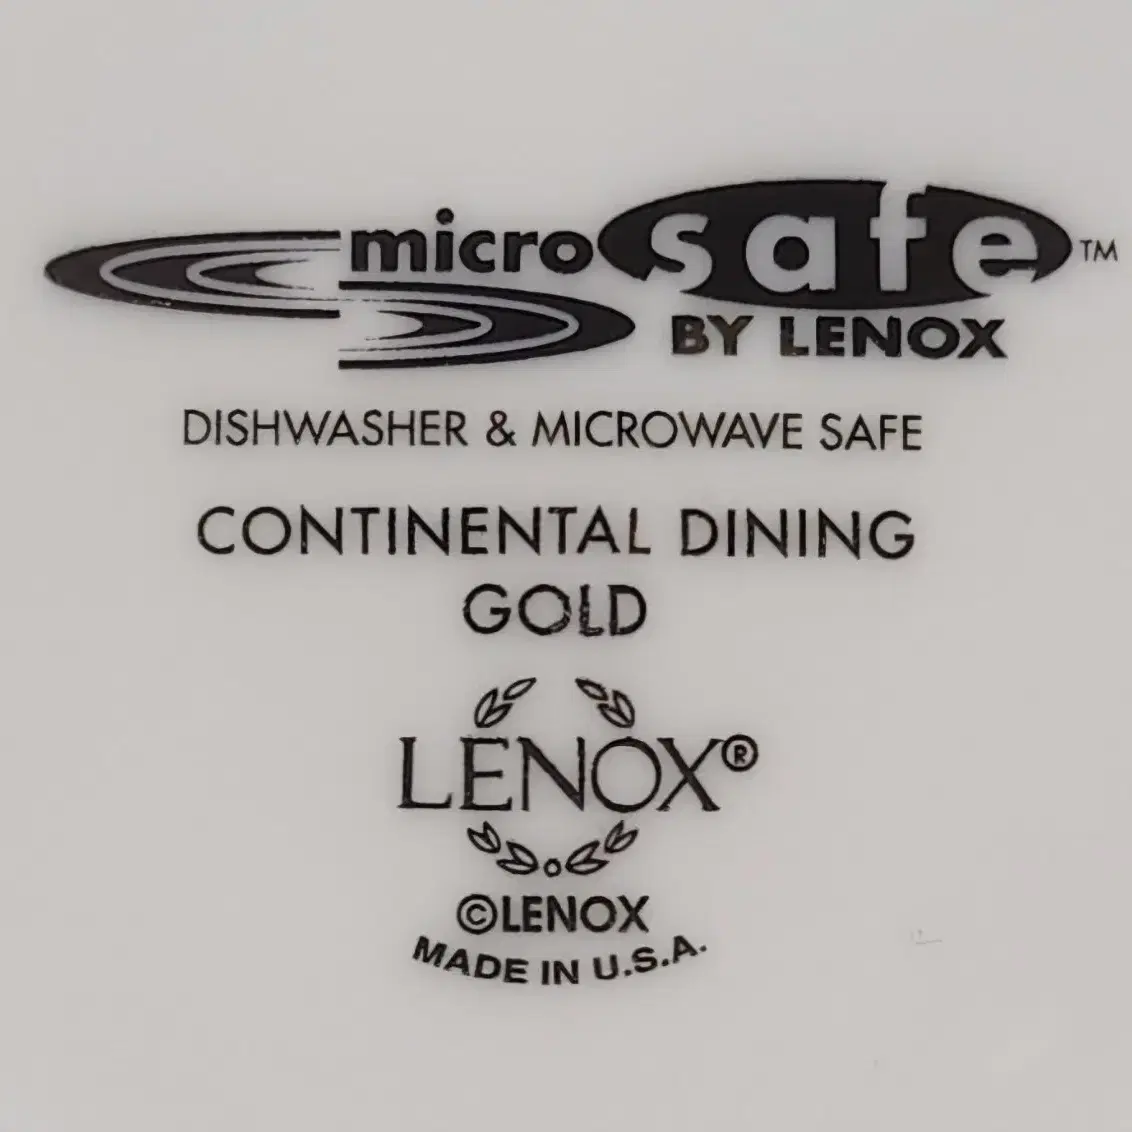 micro safe™
BY LENOX
DISHWASHER & MICROWAVE SAFE
CONTINENTAL DINING
GOLD
LENOX®
©LENOX
MADE IN U.S.A.